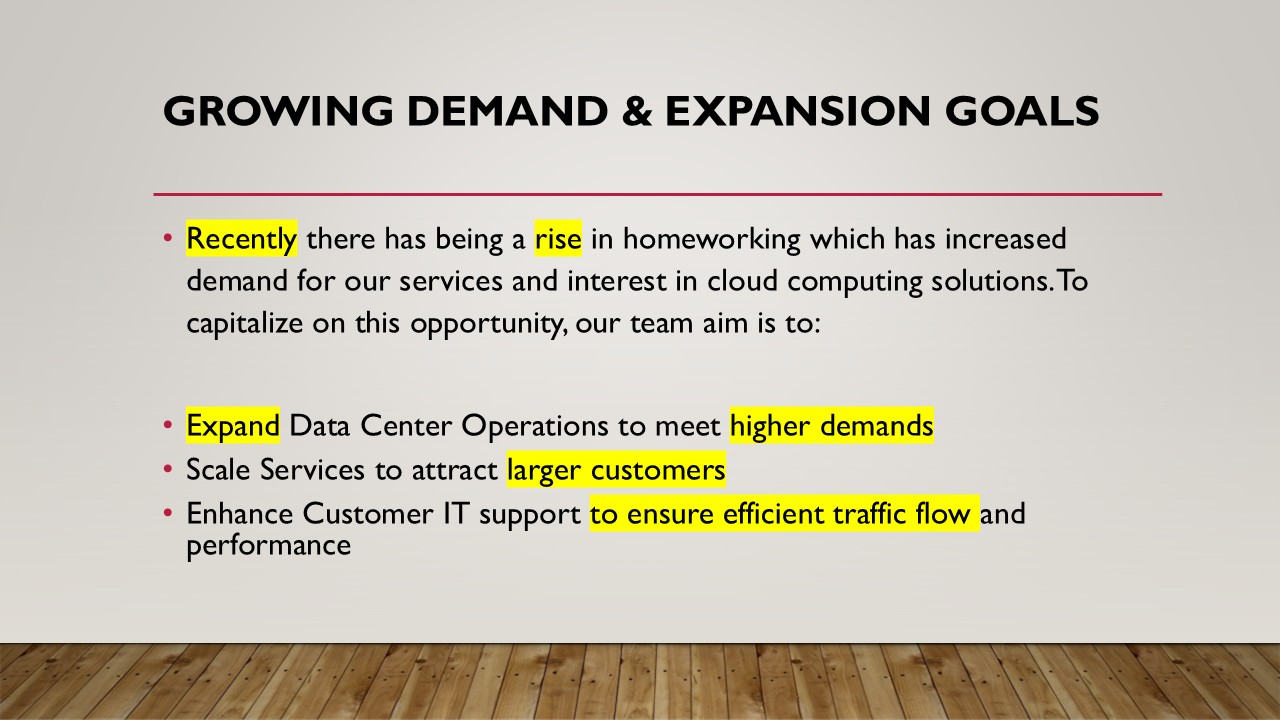 GROWING DEMAND & EXPANSION GOALS
• Recently there has being a rise in homeworking which has increased
demand for our services and interest in cloud computing solutions. To
capitalize on this opportunity, our team aim is to:
• Expand Data Center Operations to meet higher demands
• Scale Services to attract larger customers
• Enhance Customer IT support to ensure efficient traffic flow and
performance